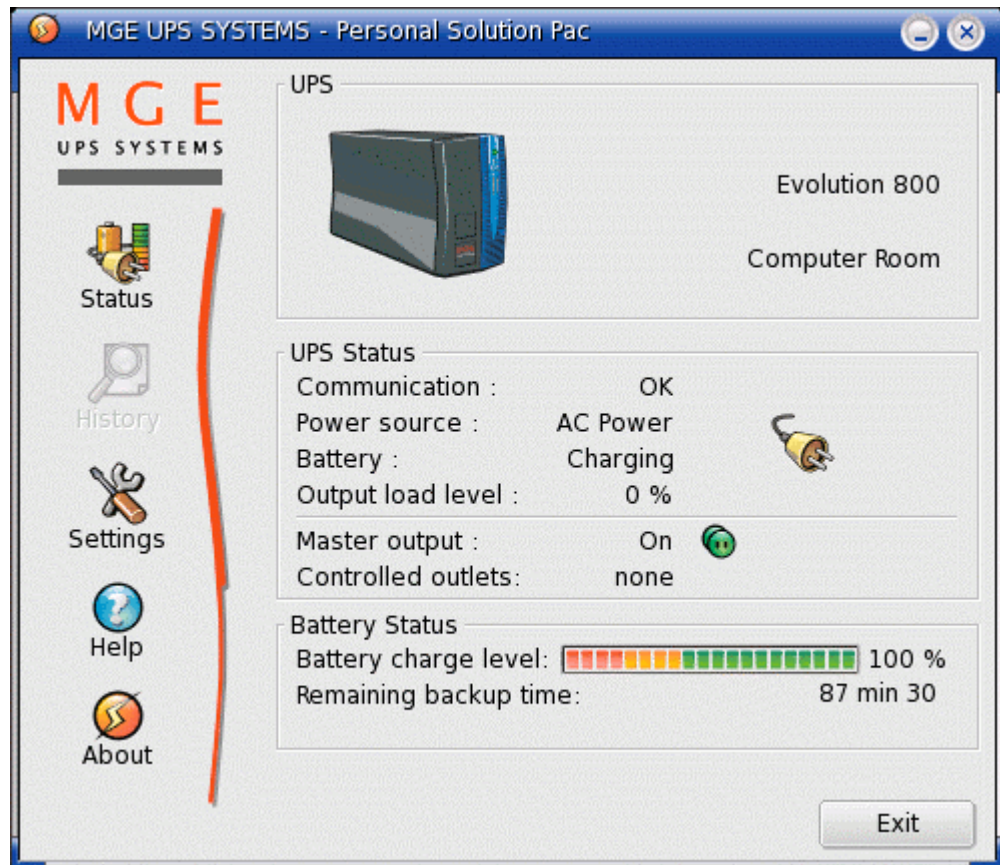 MGE UPS SYSTEMS - Personal Solution Pac
MGE
UPS SYSTEMS
Status
History
Settings
Help
About
UPS
Evolution 800
Computer Room
UPS Status
Communication : OK
Power source : AC Power
Battery : Charging
Output load level : 0 %
Master output : On
Controlled outlets: none
Battery Status
Battery charge level: 100 %
Remaining backup time: 87 min 30
Exit